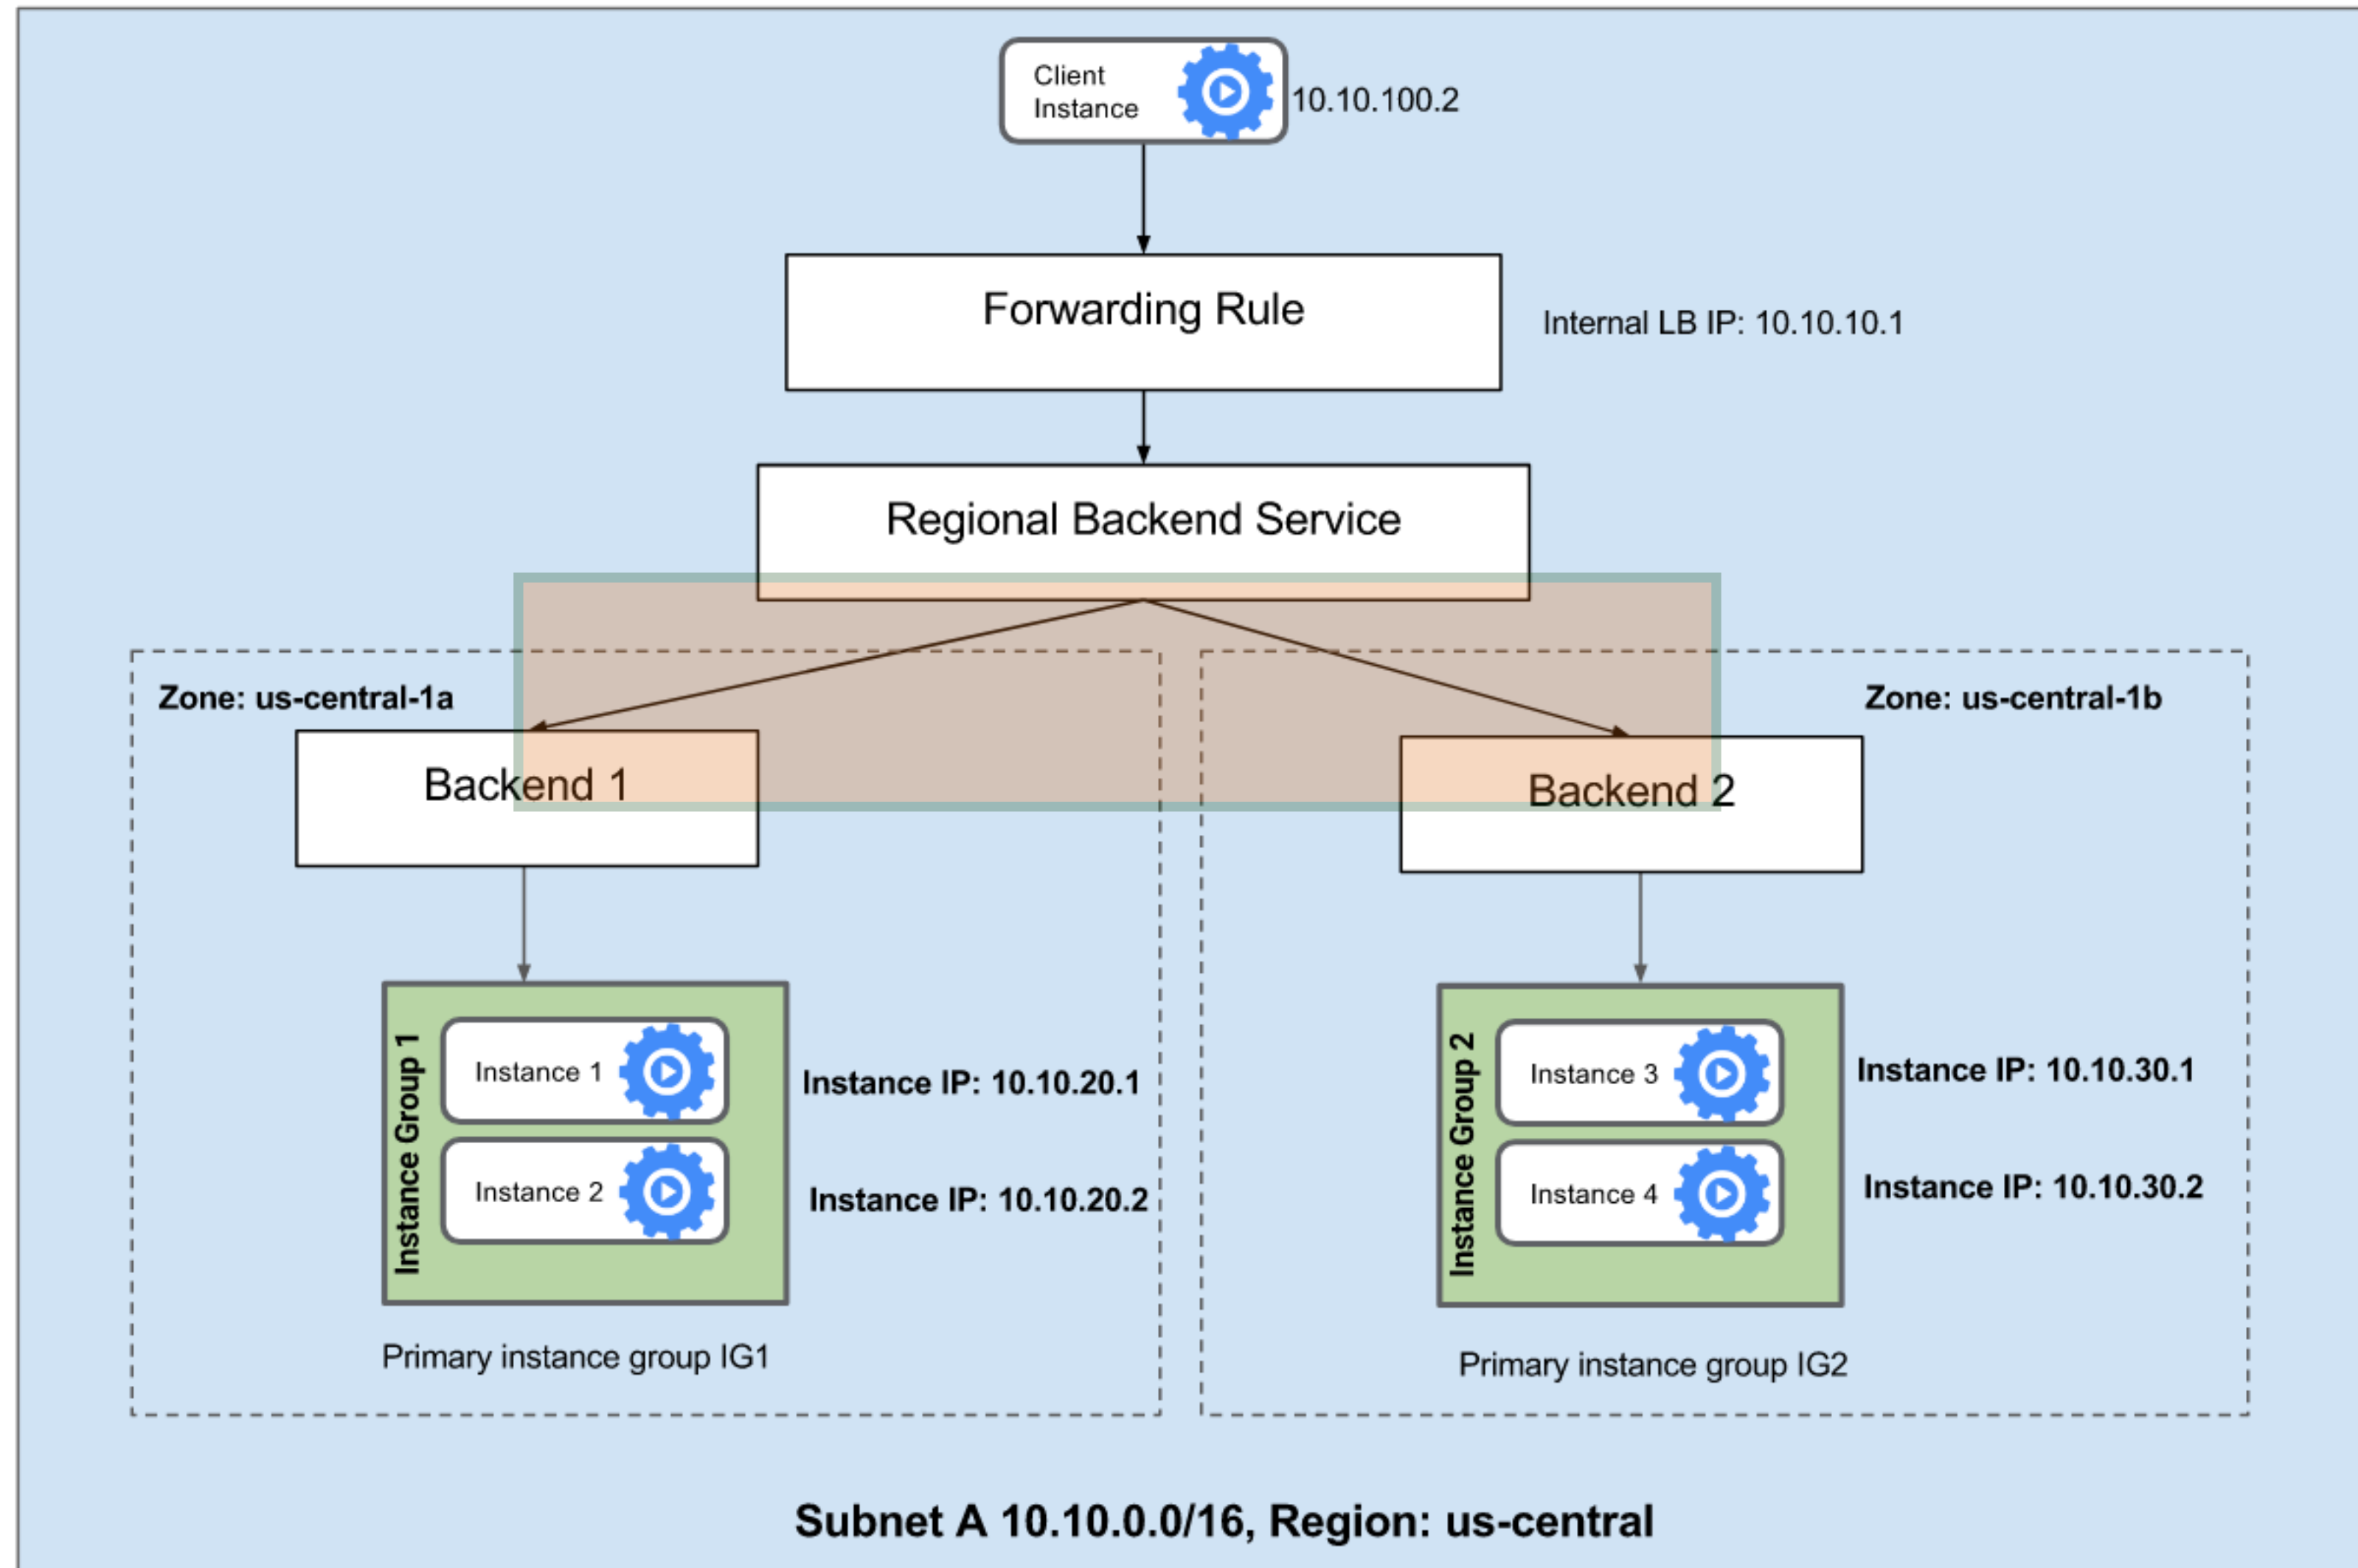 Client
Instance
10.10.100.2
Forwarding Rule
Internal LB IP: 10.10.10.1
Regional Backend Service
Zone: us-central-1a
Zone: us-central-1b
Backend 1
Backend 2
Instance Group 1
Instance 1
Instance IP: 10.10.20.1
Instance 2
Instance IP: 10.10.20.2
Primary instance group IG1
Instance Group 2
Instance 3
Instance IP: 10.10.30.1
Instance 4
Instance IP: 10.10.30.2
Primary instance group IG2
Subnet A 10.10.0.0/16, Region: us-central